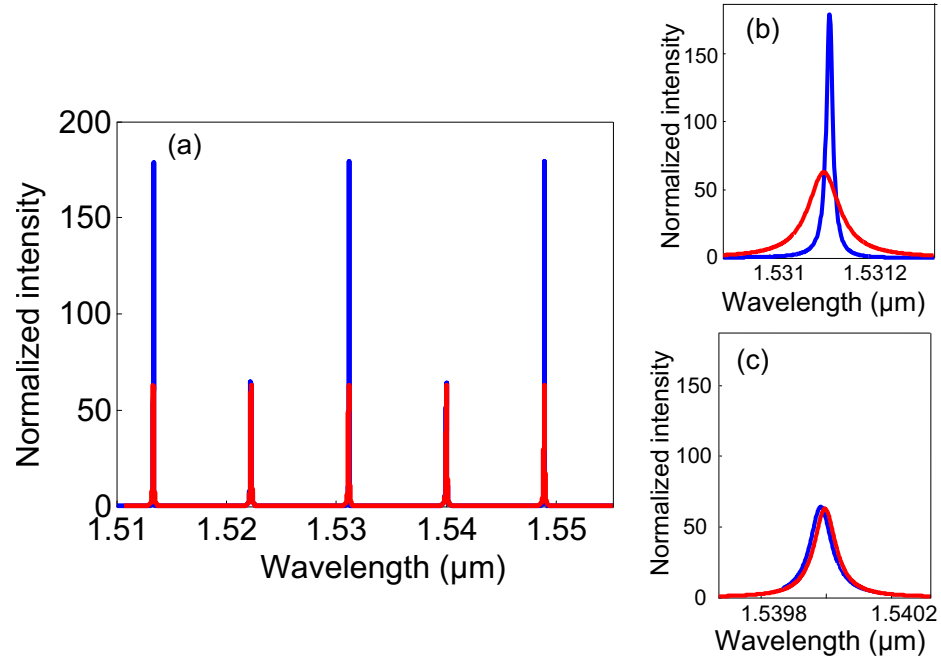 (a)
200
150
100
50
0
1.51 1.52 1.53 1.54 1.55
Wavelength (µm)
Normalized intensity
(b)
150
100
50
0
1.531 1.5312
Wavelength (µm)
Normalized intensity
(c)
150
100
50
0
1.5398 1.5402
Wavelength (µm)
Normalized intensity